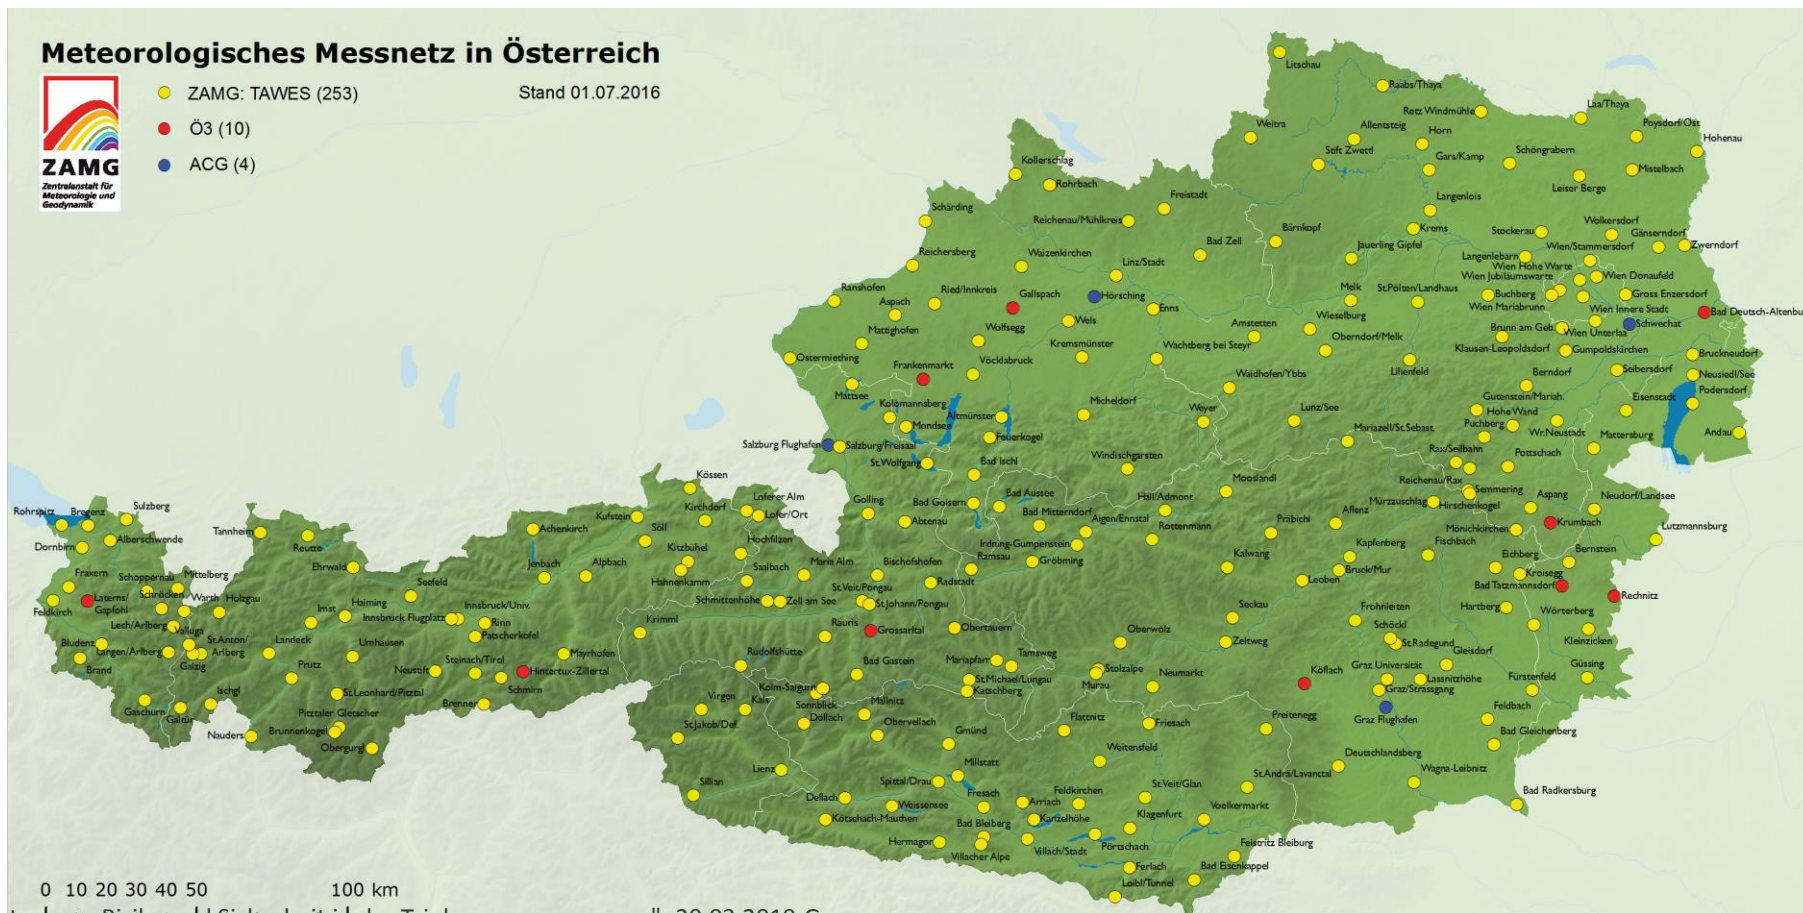 Meteorologisches Messnetz in Österreich
ZAMG: TAWES (253)
Stand 01.07.2016
Ö3 (10)
ACG (4)
ZAMG
Zentralanstalt für
Meteorologie und
Geodynamik
Litschau
Raabs/Thaya
Retz Windmühle
Laa/Thaya
Poysdorf/Ost
Hohenau
Weitra
Allentsteig
Horn
Stift Zwettl
Gars/Kamp
Schöngrabern
Mistelbach
Leiser Berge
Kollerschlag
Rohrbach
Freistadt
Langenlois
Schärding
Reichenau/Mühlkreis
Krems
Stockerau
Wolkersdorf
Gänserndorf
Zwerndorf
Bärnkopf
Bad Zell
Jauerling Gipfel
Langenlebarn
Wien/Stammersdorf
Wien Hohe Warte
Wien Jubiläumswarte
Wien Donaufeld
Reichersberg
Waizenkirchen
Linz/Stadt
Ranshofen
Aspach
Ried/Innkreis
Gallspach
Hörsching
Enns
Melk
St.Pölten/Landhaus
Buchberg
Wien Mariabrunn
Gross Enzersdorf
Wien Innere Stadt
Bad Deutsch-Altenbu
Schwechat
Mattighofen
Wolfsegg
Wels
Amstetten
Wieselburg
Brunn am Geb.
Wien Unterlaa
Ostermiething
Vöcklabruck
Kremsmünster
Wachtberg bei Steyr
Oberndorf/Melk
Klausen-Leopoldsdorf
Gumpoldskirchen
Bruckneudorf
Frankenmarkt
Lilienfeld
Seibersdorf
Neusiedl/See
Mattsee
Waidhofen/Ybbs
Berndorf
Podersdorf
Kolomannsberg
Altmünster
Micheldorf
Weyer
Lunz/See
Gutenstein/Mariah.
Hohe Wand
Eisenstadt
Mondsee
Puchberg
Wr.Neustadt
Mattersburg
Andau
Salzburg Flughafen
Salzburg/Freisaal
Feuerkogel
Mariazell/St.Sebast.
Rax/Seilbahn
St.Wolfgang
Bad Ischl
Windischgarsten
Pottschach
Kössen
Mooslandl
Reichenau/Rax
Semmering
Loferer Alm
Golling
Bad Goisern
Bad Aussee
Hall/Admont
Mürzzuschlag
Hirschenkogel
Aspang
Neudorf/Landsee
Rohrspitz
Bregenz
Sulzberg
Kufstein
Kirchdorf
Lofer/Ort
Abtenau
Bad Mitterndorf
Aigen/Ennstal
Rottenmann
Präbichl
Aflenz
Mönichkirchen
Krumbach
Lutzmannsburg
Dornbirn
Alberschwende
Tannheim
Reutte
Achenkirch
Söll
Hochfilzen
Irdning-Gumpenstein
Kapfenberg
Fischbach
Eichberg
Bernstein
Fraxern
Schoppernau
Mittelberg
Ehrwald
Seefeld
Jenbach
Alpbach
Kitzbühel
Hahnenkamm
Saalbach
Maria Alm
Bischofshofen
Ramsau
Gröbming
Kalwang
Leoben
Bruck/Mur
Kroisegg
Bad Tatzmannsdorf
Feldkirch
Laterns/
Gapfohl
Schröcken
Warth
Holzgau
Imst
Haiming
Innsbruck/Univ.
Innsbruck Flugplatz
Rinn
Schmittenhöhe
Zell am See
St.Veit/Pongau
St.Johann/Pongau
Radstadt
Seckau
Frohnleiten
Hartberg
Rechnitz
Wörterberg
Lech/Arlberg
Valluga
Patscherkofel
Krimml
Rauris
Grossarltal
Obertauern
Oberwölz
Zeltweg
Schöckl
St.Radegund
Kleinzicken
Bludenz
Langen/Arlberg
St.Anton/
Arlberg
Galzig
Landeck
Umhausen
Brand
Prutz
Neustift
Steinach/Tirol
Mayrhofen
Hintertux-Zillertal
Schmirn
Rudolfshütte
Bad Gastein
Mariapfarr
Tamsweg
Stolzalpe
Murau
Neumarkt
Köflach
Graz Universität
Gleisdorf
Lassnitzhöhe
Güssing
Gaschurn
Galtür
Ischgl
St.Leonhard/Pitztal
Brenner
Virgen
Kals
Kolm-Saigurn
Sonnblick
Mallnitz
St.Michael/Lungau
Katschberg
Graz/Strassgang
Graz Flughafen
Fürstenfeld
Nauders
Pitztaler Gletscher
Brunnenkogel
Obergurgl
St.Jakob/Def.
Döllach
Obervellach
Gmünd
Flattnitz
Friesach
Preitenegg
Feldbach
Bad Gleichenberg
Lienz
Millstatt
Weitensfeld
Deutschlandsberg
Sillian
Spittal/Drau
St.Andrä/Lavanttal
Wagna-Leibnitz
Dellach
Weissensee
Fresach
Arriach
Feldkirchen
St.Veit/Glan
Voelkermarkt
Bad Radkersburg
Kötschach-Mauthen
Bad Bleiberg
Kanzelhöhe
Klagenfurt
Hermagor
Villacher Alpe
Villach/Stadt
Pörtschach
Feistritz Bleiburg
Ferlach
Bad Eisenkappel
Loibl/Tunnel
0 10 20 30 40 50 100 km